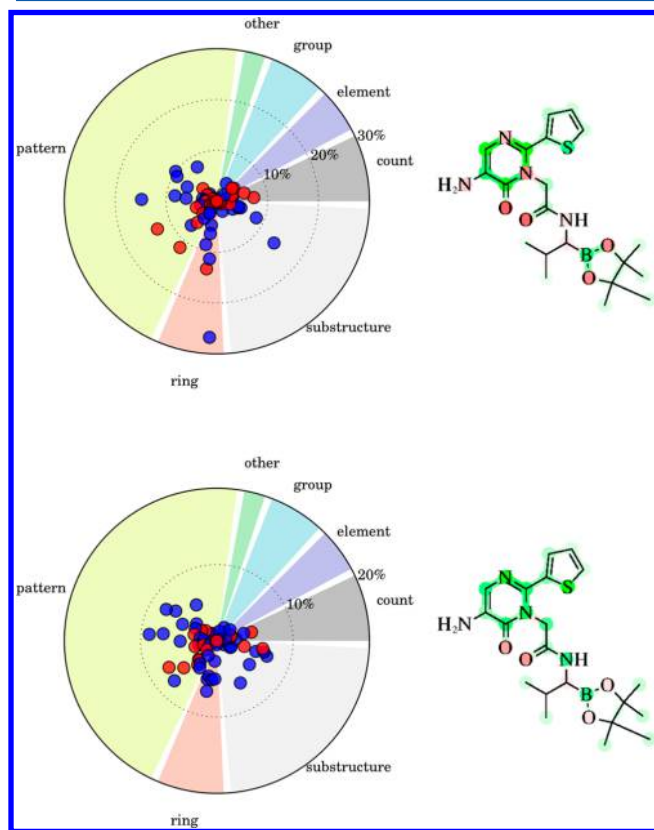 other
group
element
30%
pattern
20%
count
10%
N
S
N
H₂N
O
O
NH
O
B
O
substructure
ring
other
group
element
20%
pattern
10%
count
N
S
N
H₂N
O
O
NH
O
B
O
substructure
ring